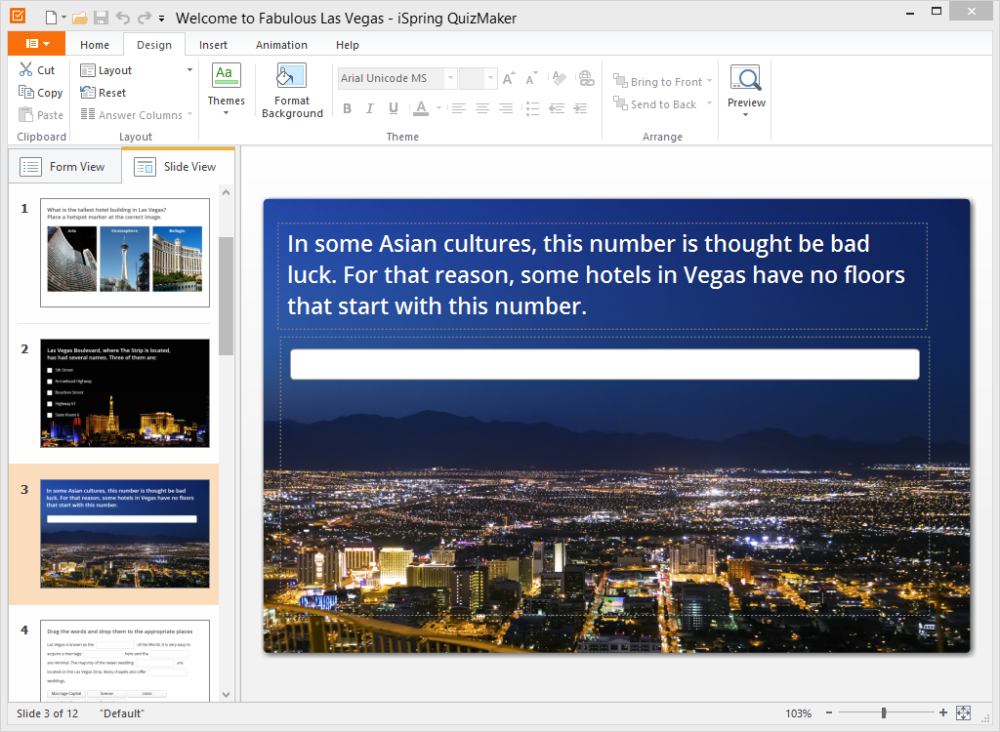 Welcome to Fabulous Las Vegas - iSpring QuizMaker
Home Design Insert Animation Help
Cut
Copy
Paste
Clipboard
Layout
Reset
Answer Columns
Layout
Aa
Themes
Format
Background
Arial Unicode MS
B I U A
Theme
Bring to Front
Send to Back
Arrange
Preview
Form View
Slide View
1
What is the tallest hotel building in Las Vegas?
Place a hotspot marker at the correct image.
Aria Stratosphere Bellagio
2
Las Vegas Boulevard, where The Strip is located,
has had several names. Three of them are:
5th Street
Arrowhead Highway
Bourbon Street
Highway 61
State Route 6
3
In some Asian cultures, this number is thought be bad
luck. For that reason, some hotels in Vegas have no floors
that start with this number.
4
Drag the words and drop them to the appropriate places
Las Vegas is known as the of the World. It is very easy to
acquire a marriage here and the
are minimal. The majority of the newer wedding are
located on the Las Vegas Strip. Many chapels also offer
weddings.
Marriage Capital license costs
In some Asian cultures, this number is thought be bad
luck. For that reason, some hotels in Vegas have no floors
that start with this number.
Slide 3 of 12 "Default" 103%